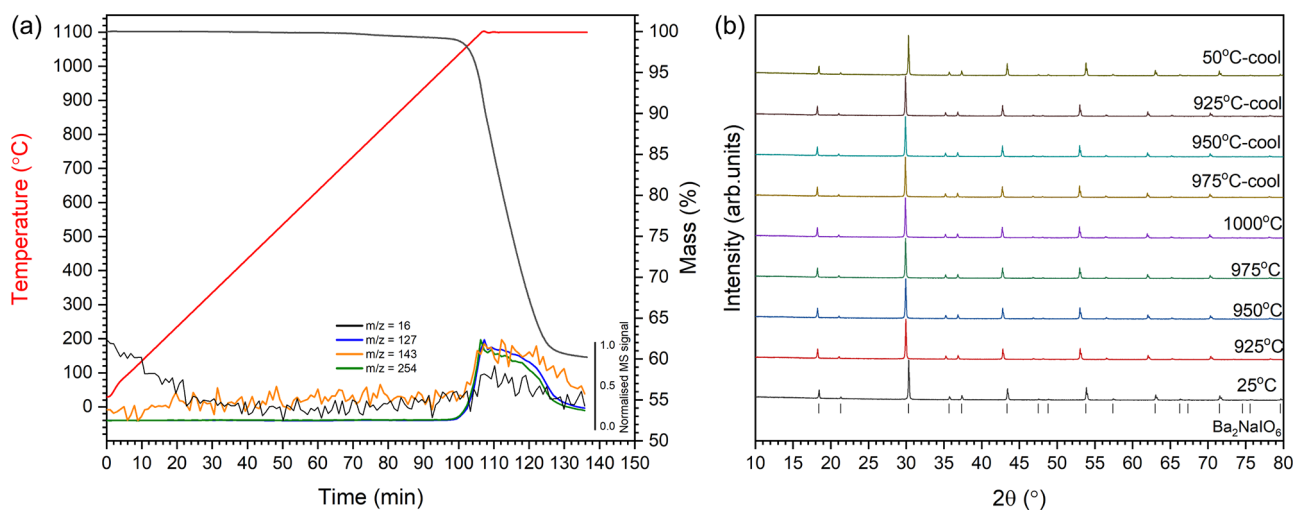 (a)
1100
1000
900
800
700
600
500
400
300
200
100
0
Temperature (°C)
100
95
90
85
80
75
70
65
60
55
50
Mass (%)
m/z = 16
m/z = 127
m/z = 143
m/z = 254
1.0
0.5
0.0
Normalised MS signal
0 10 20 30 40 50 60 70 80 90 100 110 120 130 140 150
Time (min)
(b)
Intensity (arb.units)
50°C-cool
925°C-cool
950°C-cool
975°C-cool
1000°C
975°C
950°C
925°C
25°C
Ba₂NaIO₆
10 15 20 25 30 35 40 45 50 55 60 65 70 75 80
2θ (°)